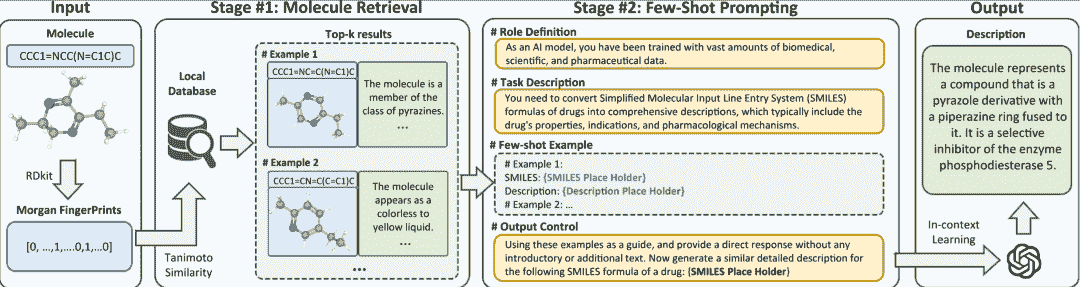 Input
Molecule
CCC1=NCC(N=C1C)C
RDkit
Morgan FingerPrints
[0, ...,1,....0,1,...0]
Stage #1: Molecule Retrieval
Local
Database
Tanimoto
Similarity
Top-k results
# Example 1
CCC1=NC=C(N=C1)C
The molecule is a
member of the
class of pyrazines.
...
# Example 2
CCC1=CN=C(C=C1)C
The molecule
appears as a
colorless to
yellow liquid.
...
...
Stage #2: Few-Shot Prompting
# Role Definition
As an AI model, you have been trained with vast amounts of biomedical,
scientific, and pharmaceutical data.
# Task Description
You need to convert Simplified Molecular Input Line Entry System (SMILES)
formulas of drugs into comprehensive descriptions, which typically include the
drug's properties, indications, and pharmacological mechanisms.
# Few-shot Example
# Example 1:
SMILES: {SMILES Place Holder}
Description: {Description Place Holder}
# Example 2: ...
# Output Control
Using these examples as a guide, and provide a direct response without any
introductory or additional text. Now generate a similar detailed description for
the following SMILES formula of a drug: (SMILES Place Holder)
Output
Description
The molecule represents
a compound that is a
pyrazole derivative with
a piperazine ring fused to
it. It is a selective
inhibitor of the enzyme
phosphodiesterase 5.
In-context
Learning